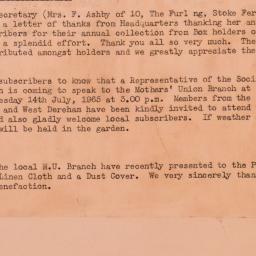 ecretary (Mrs. F. Ashby of 10, The Furl ng, Stoke Fer
a letter of thanks from Headquarters thanking her an
ribers for their annual collection from Box holders o
a splendid effort. Thank you all so very much. The
ributed amongst holders and we greatly appreciate the
subscribers to know that a Representative of the Soci
n is coming to speak to the Mothers' Union Branch at
esday 14th July, 1965 at 3.00 p.m. Members from the
and West Dereham have been kindly invited to attend
d also gladly welcome local subscribers. If weather
will be held in the garden.
he local M.U. Branch have recently presented to the P
Linen Cloth and a Dust Cover. We very sincerely than
enefaction.